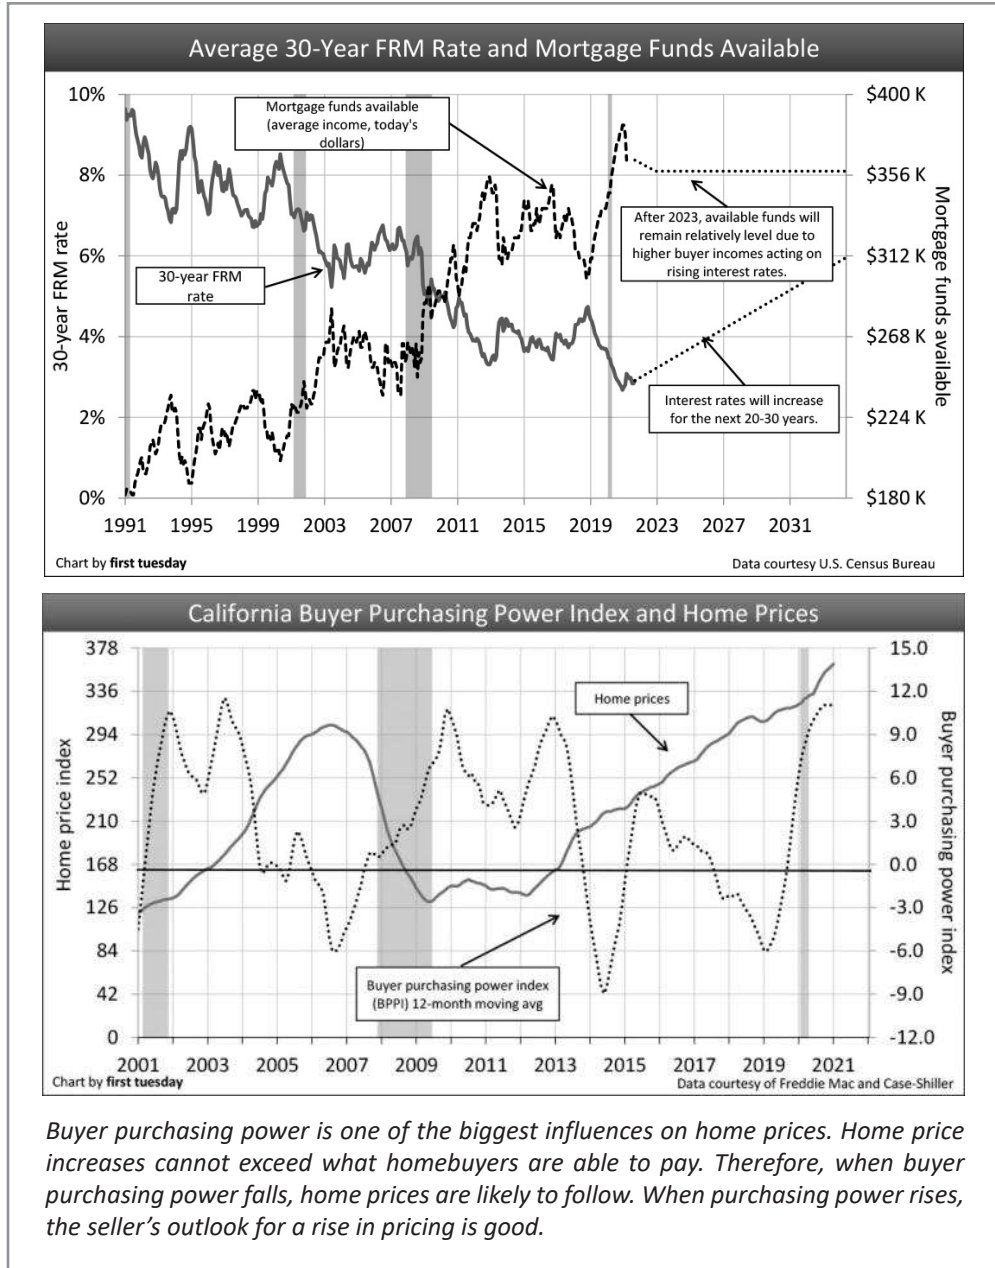 Average 30-Year FRM Rate and Mortgage Funds Available
10%
8%
6%
4%
2%
0%
30-year FRM rate
$400 K
$356 K
$312 K
$268 K
$224 K
$180 K
Mortgage funds available
Mortgage funds available
(average income, today's
dollars)
30-year FRM
rate
After 2023, available funds will
remain relatively level due to
higher buyer incomes acting on
rising interest rates.
Interest rates will increase
for the next 20-30 years.
1991 1995 1999 2003 2007 2011 2015 2019 2023 2027 2031
Chart by first tuesday
Data courtesy U.S. Census Bureau
California Buyer Purchasing Power Index and Home Prices
378
336
294
252
210
168
126
84
42
0
Home price index
15.0
12.0
9.0
6.0
3.0
0.0
-3.0
-6.0
-9.0
-12.0
Buyer purchasing power index
Home prices
Buyer purchasing power index
(BPPI) 12-month moving avg
2001 2003 2005 2007 2009 2011 2013 2015 2017 2019 2021
Chart by first tuesday
Data courtesy of Freddie Mac and Case-Shiller
Buyer purchasing power is one of the biggest influences on home prices. Home price
increases cannot exceed what homebuyers are able to pay. Therefore, when buyer
purchasing power falls, home prices are likely to follow. When purchasing power rises,
the seller's outlook for a rise in pricing is good.